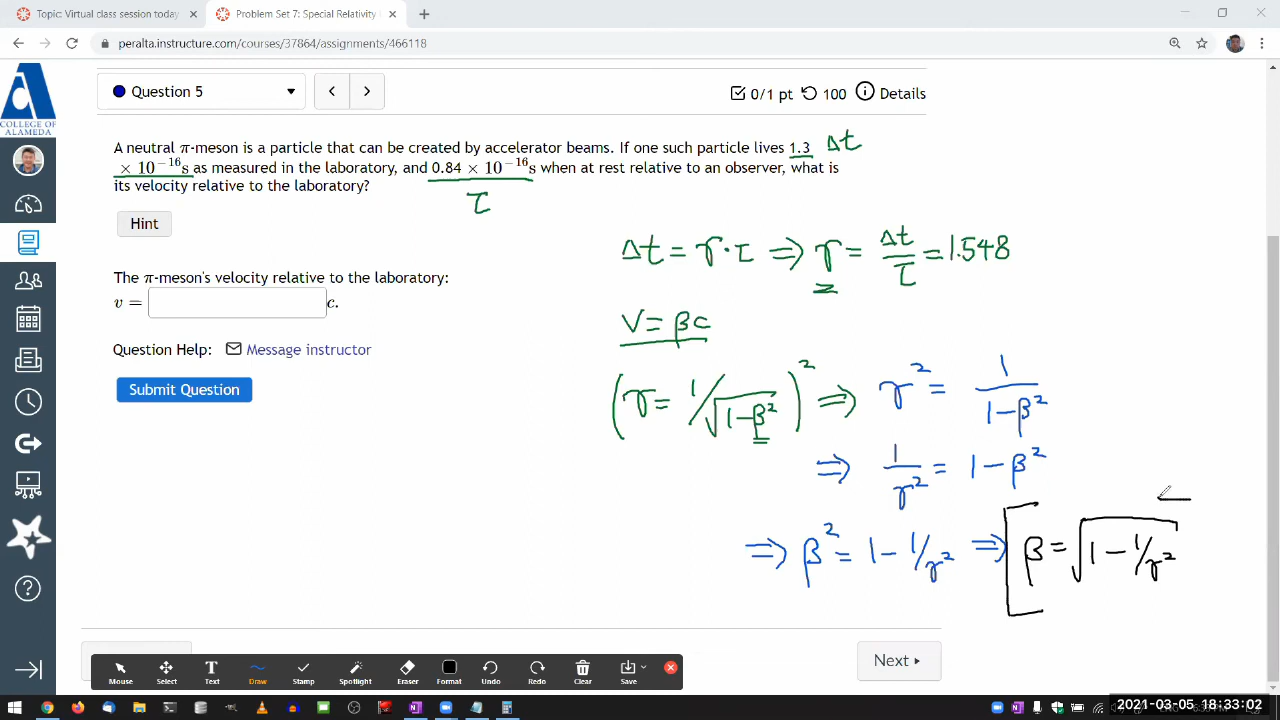 Topic: Virtual class session today
Problem Set 7: Special Relativity
peralta.instructure.com/courses/37864/assignments/466118
COLLEGE OF
ALAMEDA
Question 5
0/1 pt
100
Details
A neutral π-meson is a particle that can be created by accelerator beams. If one such particle lives 1.3
× 10⁻¹⁶s as measured in the laboratory, and 0.84 × 10⁻¹⁶s when at rest relative to an observer, what is
its velocity relative to the laboratory?
Δt
τ
Hint
Δt = γ·τ ⇒ γ = Δt/τ = 1.548
The π-meson's velocity relative to the laboratory:
v = c.
V = βc
Question Help: Message instructor
Submit Question
(γ = 1/√(1-β²))² ⇒ γ² = 1/(1-β²)
⇒ 1/γ² = 1 - β²
⇒ β² = 1 - 1/γ² ⇒ [β = √(1 - 1/γ²)
Next
Mouse
Select
Text
Draw
Stamp
Spotlight
Eraser
Format
Undo
Redo
Clear
Save
2021-03-05 18:33:02